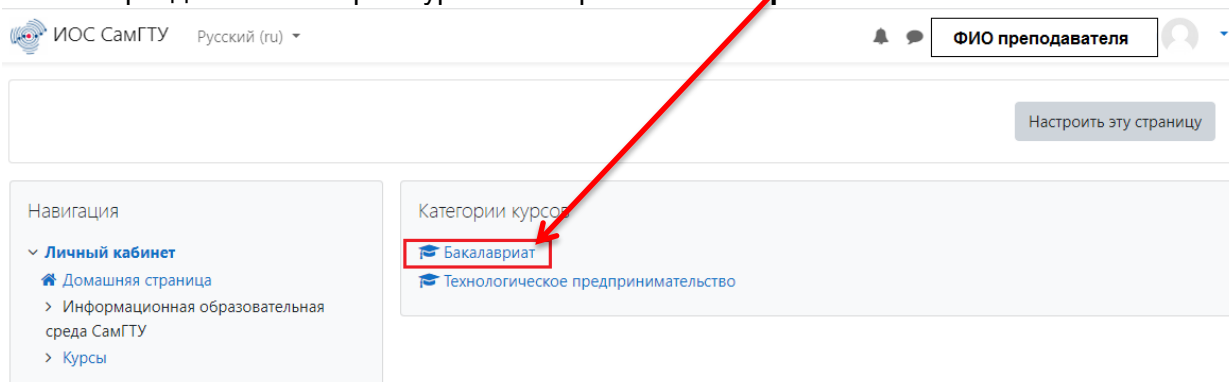 ИОС СамГТУ Русский (ru)
ФИО преподавателя
Настроить эту страницу
Навигация
Личный кабинет
Домашняя страница
Информационная образовательная
среда СамГТУ
Курсы
Категории курсов
Бакалавриат
Технологическое предпринимательство